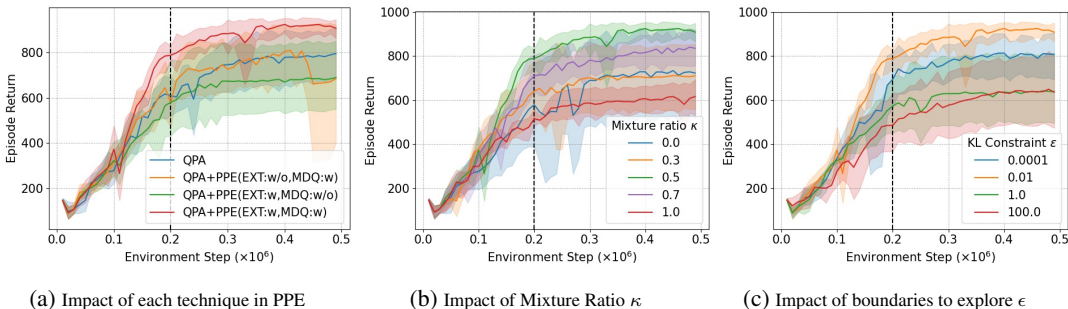 Episode Return
800
600
400
200
0.0
0.1
0.2
0.3
0.4
0.5
Environment Step (×10⁶)
QPA
QPA+PPE(EXT:w/o,MDQ:w)
QPA+PPE(EXT:w,MDQ:w/o)
QPA+PPE(EXT:w,MDQ:w)
(a) Impact of each technique in PPE
Episode Return
1000
800
600
400
200
0.0
0.1
0.2
0.3
0.4
0.5
Environment Step (×10⁶)
Mixture ratio κ
0.0
0.3
0.5
0.7
1.0
(b) Impact of Mixture Ratio κ
Episode Return
1000
800
600
400
200
0.0
0.1
0.2
0.3
0.4
0.5
Environment Step (×10⁶)
KL Constraint ε
0.0001
0.01
1.0
100.0
(c) Impact of boundaries to explore ϵ